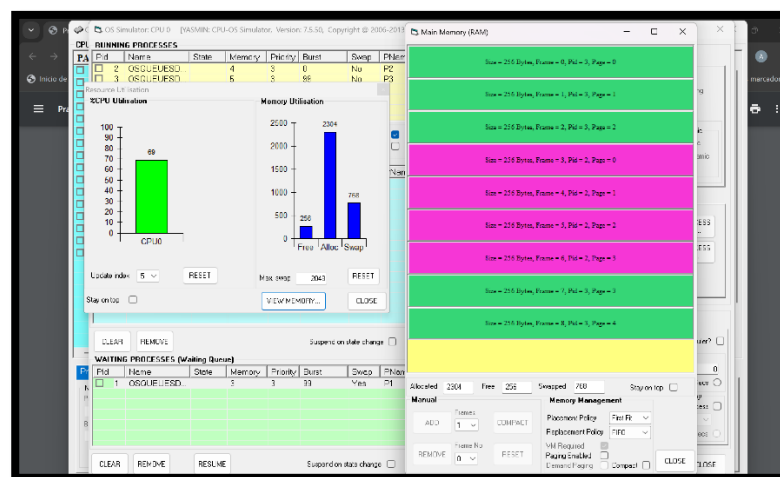 OS Simulator: CPU 0 [YASMIN: CPU-OS Simulator, Version: 7.5.50, Copyright @ 2006-2013
RUNNING PROCESSES
Pid Name State Memory Priority Burst Swap PNam
2 OSQUEUESD... 4 3 0 No P2
3 OSQUEUESD... 5 3 98 No P3
Resource Utilisation
%CPU Utilisation
100
90
80
70
60
50
40
30
20
10
0
69
CPU0
Update index 5
RESET
Stay on top
Memory Utilisation
2500
2000
1500
1000
500
0
256
2304
768
Free Alloc Swap
Max. swap 2043
RESET
VIEW MEMORY...
CLOSE
CLEAR REMOVE Suspend on state change
WAITING PROCESSES (Waiting Queue)
Pid Name State Memory Priority Burst Swap PNam
1 OSQUEUESD... 3 3 99 Yes P1
CLEAR REMOVE RESUME Suspend on state change
Main Memory (RAM)
Size = 256 Bytes, Frame = 0, Pid = 3, Page = 0
Size = 256 Bytes, Frame = 1, Pid = 3, Page = 1
Size = 256 Bytes, Frame = 2, Pid = 3, Page = 2
Size = 256 Bytes, Frame = 3, Pid = 2, Page = 0
Size = 256 Bytes, Frame = 4, Pid = 2, Page = 1
Size = 256 Bytes, Frame = 5, Pid = 2, Page = 2
Size = 256 Bytes, Frame = 6, Pid = 2, Page = 3
Size = 256 Bytes, Frame = 7, Pid = 3, Page = 3
Size = 256 Bytes, Frame = 8, Pid = 3, Page = 4
Allocated 2304 Free 256 Swapped 768 Stay on top
Manual
Frames
ADD 1 COMPACT
Frame No
REMOVE 0 RESET
Memory Management
Placement Policy First Fit
Replacement Policy FIFO
VM Required
Paging Enabled
Demand Paging Compact
CLOSE
Inicio de
marcador